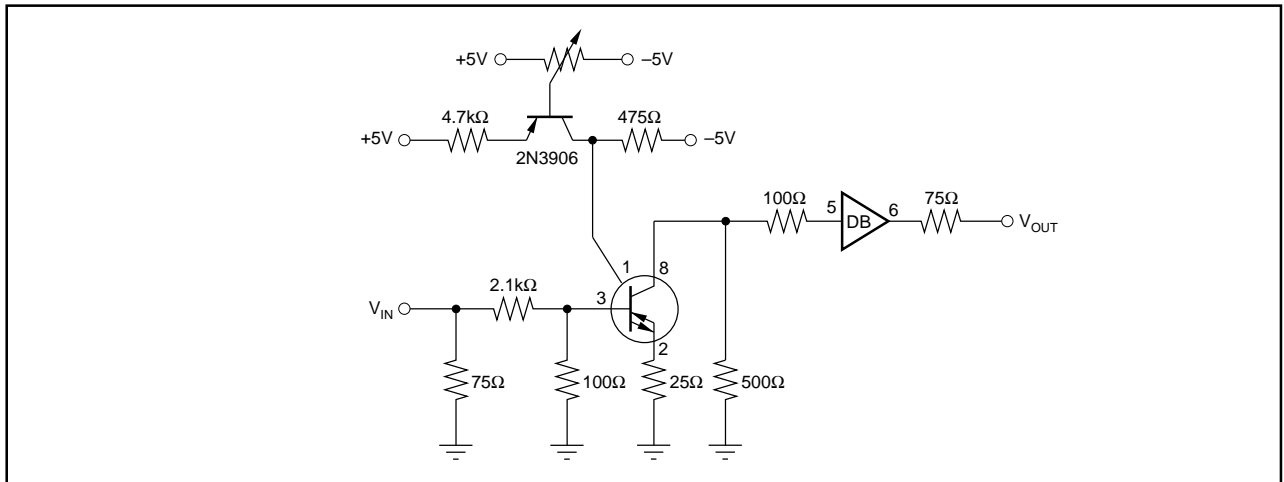 +5V –5V
4.7kΩ 475Ω
+5V –5V
2N3906
100Ω 5 DB 6 75Ω
V_OUT
1 8
2.1kΩ
V_IN 3
2
75Ω 100Ω 25Ω 500Ω